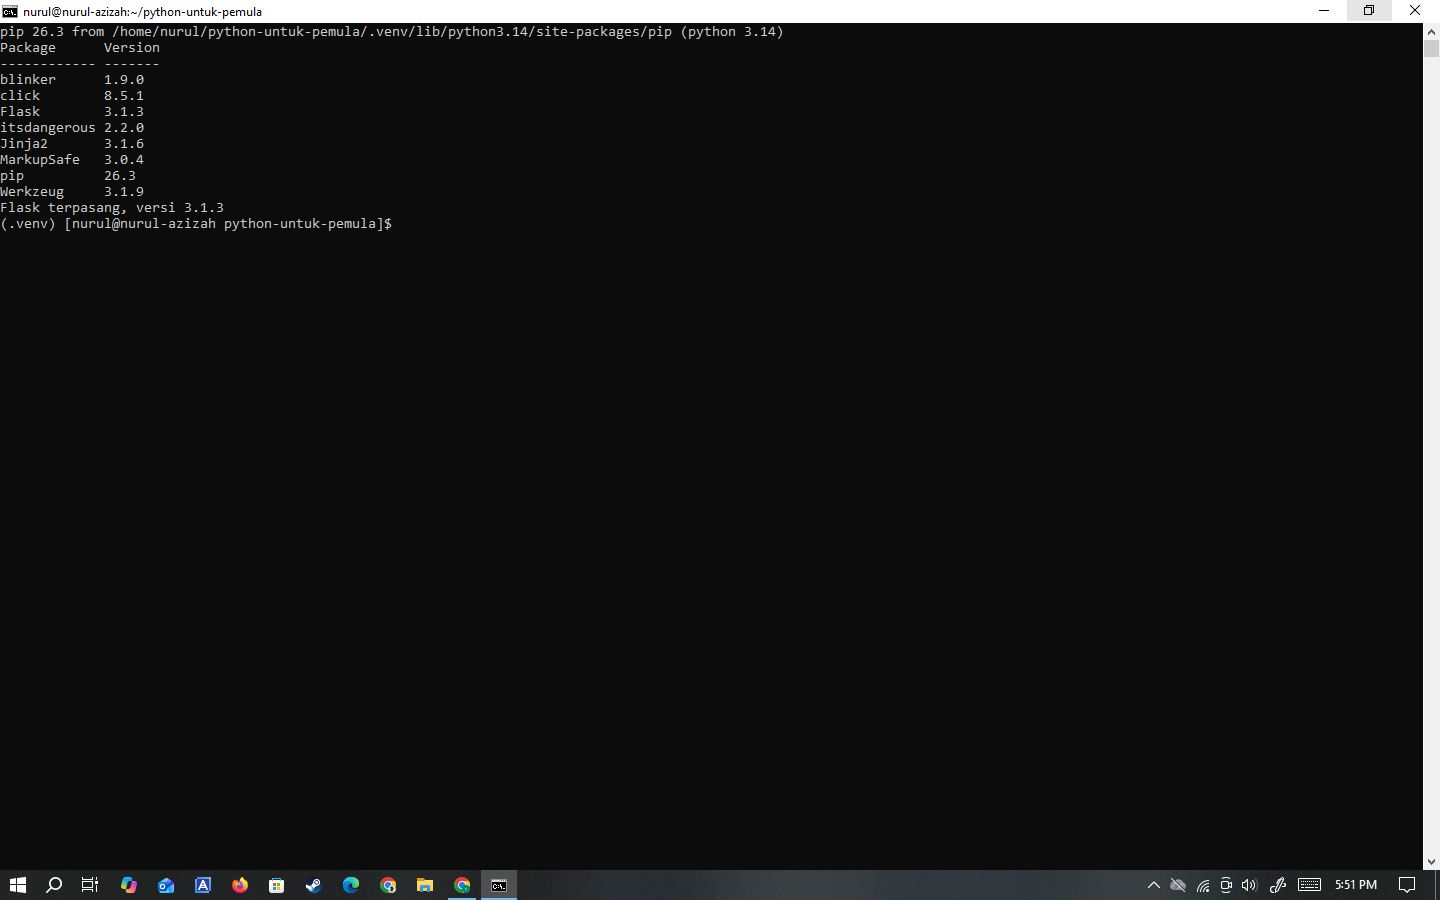 nurul@nurul-azizah:~/python-untuk-pemula
pip 26.3 from /home/nurul/python-untuk-pemula/.venv/lib/python3.14/site-packages/pip (python 3.14)
Package      Version
------------ -------
blinker      1.9.0
click        8.5.1
Flask        3.1.3
itsdangerous 2.2.0
Jinja2       3.1.6
MarkupSafe   3.0.4
pip          26.3
Werkzeug     3.1.9
Flask terpasang, versi 3.1.3
(.venv) [nurul@nurul-azizah python-untuk-pemula]$
5:51 PM